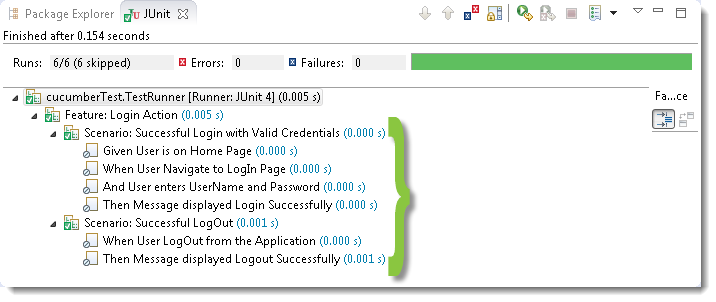 Package Explorer JUnit
Finished after 0.154 seconds
Runs: 6/6 (6 skipped) Errors: 0 Failures: 0
cucumberTest.TestRunner [Runner: JUnit 4] (0.005 s)
Fa...ce
Feature: Login Action (0.005 s)
Scenario: Successful Login with Valid Credentials (0.000 s)
Given User is on Home Page (0.000 s)
When User Navigate to LogIn Page (0.000 s)
And User enters UserName and Password (0.000 s)
Then Message displayed Login Successfully (0.000 s)
Scenario: Successful LogOut (0.001 s)
When User LogOut from the Application (0.000 s)
Then Message displayed Logout Successfully (0.001 s)